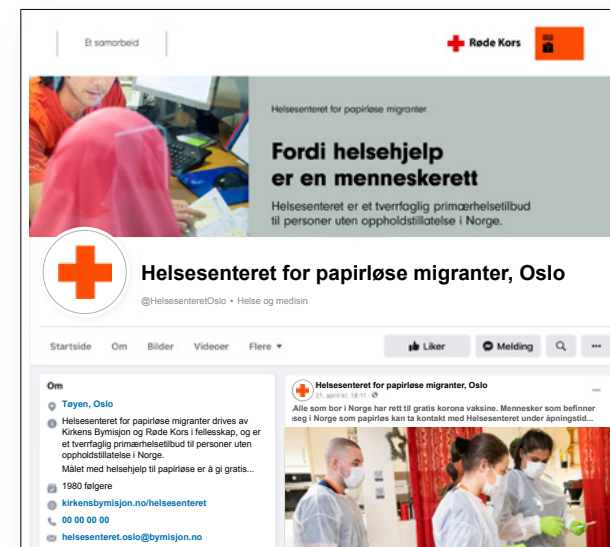 Et samarbeid
Røde Kors
Helsesenteret for papirløse migranter
Fordi helsehjelp
er en menneskerett
Helsesenteret er et tverrfaglig primærhelsetilbud
til personer uten oppholdstillatelse i Norge.
Helsesenteret for papirløse migranter, Oslo
@HelsesenteretOslo • Helse og medisin
Startside Om Bilder Videoer Flere
Liker Melding
Om
Tøyen, Oslo
Helsesenteret for papirløse migranter drives av
Kirkens Bymisjon og Røde Kors i fellesskap, og er
et tverrfaglig primærhelsetilbud til personer uten
oppholdstillatelse i Norge.
Målet med helsehjelp til papirløse er å gi gratis...
1980 følgere
kirkensbymisjon.no/helsesenteret
00 00 00 00
helsesenteret.oslo@bymisjon.no
Helsesenteret for papirløse migranter, Oslo
21. april kl. 18:11
Alle som bor i Norge har rett til gratis korona vaksine. Mennesker som befinner
seg i Norge som papirløs kan ta kontakt med Helsesenteret under åpningstid...